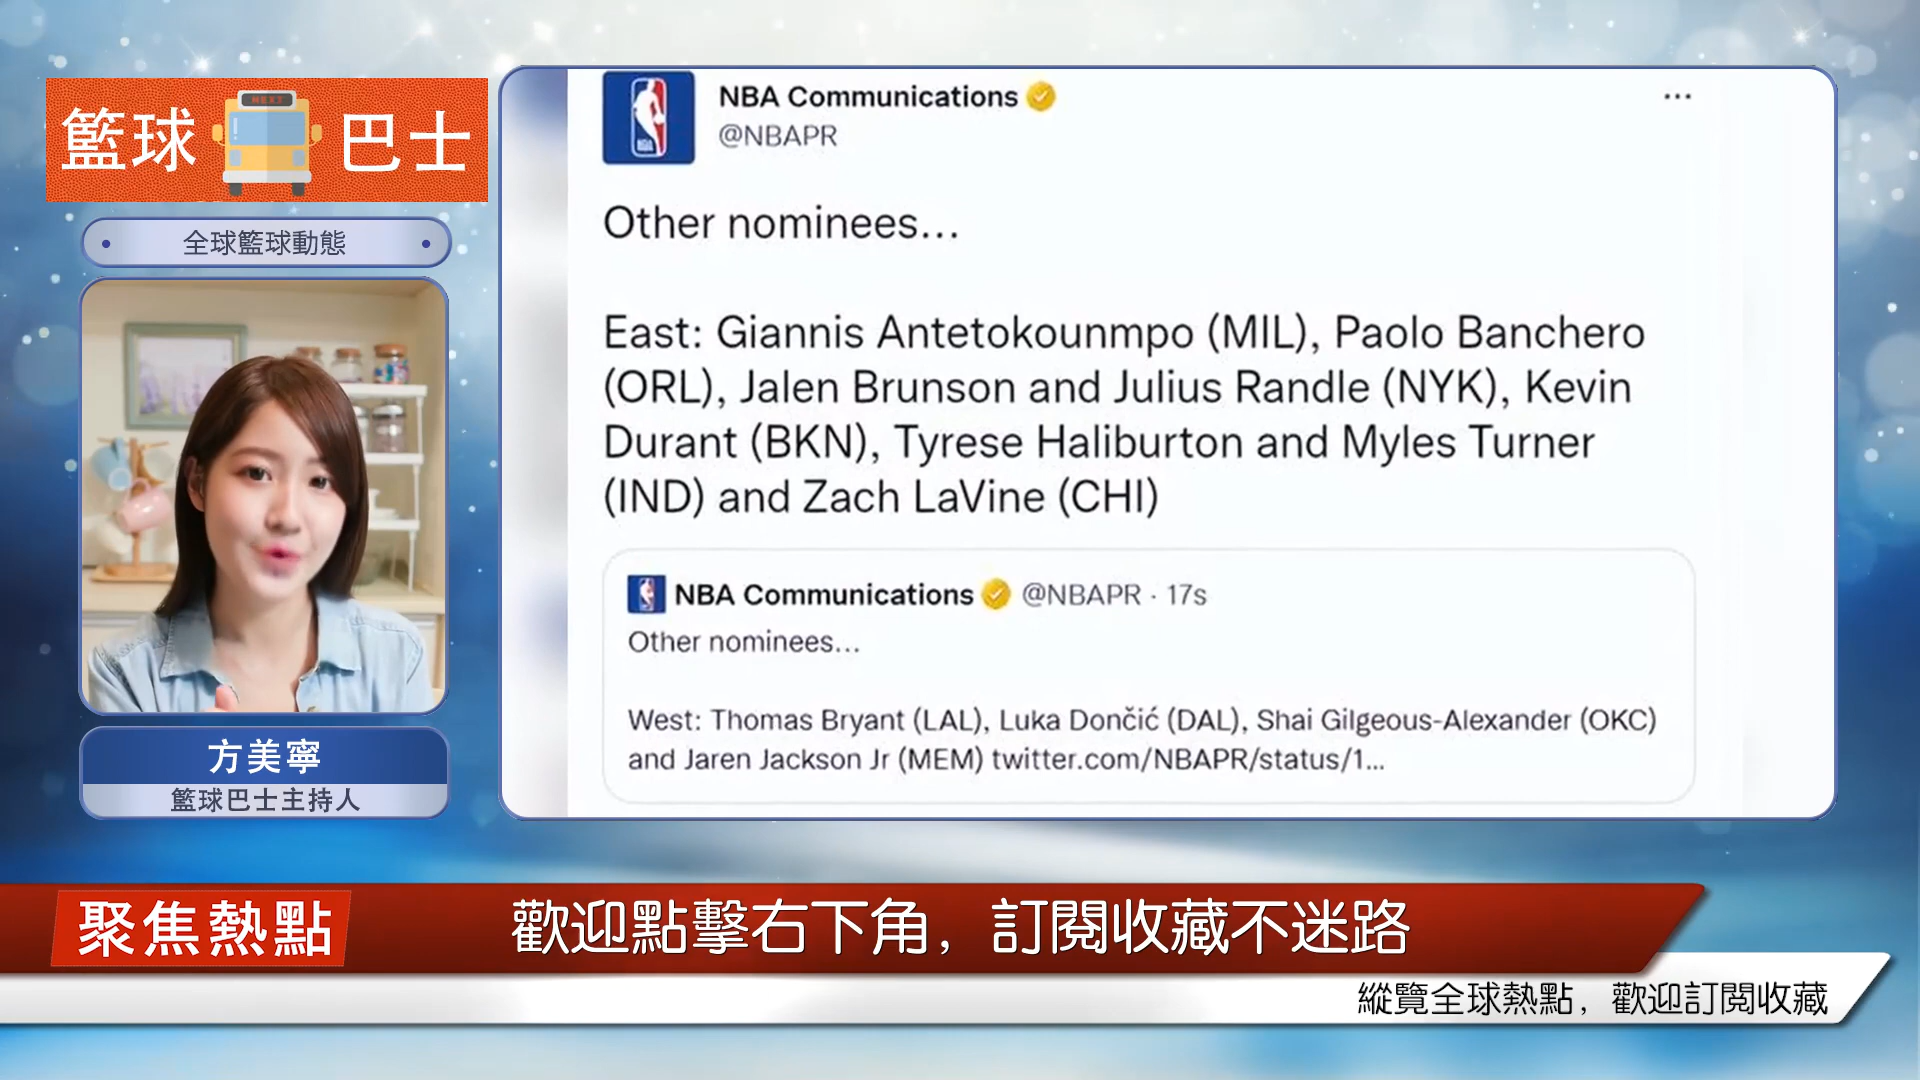 籃球
巴士
全球籃球動態
方美寧
籃球巴士主持人
NBA Communications
@NBAPR
Other nominees...
East: Giannis Antetokounmpo (MIL), Paolo Banchero
(ORL), Jalen Brunson and Julius Randle (NYK), Kevin
Durant (BKN), Tyrese Haliburton and Myles Turner
(IND) and Zach LaVine (CHI)
NBA Communications @NBAPR · 17s
Other nominees...
West: Thomas Bryant (LAL), Luka Dončić (DAL), Shai Gilgeous-Alexander (OKC)
and Jaren Jackson Jr (MEM) twitter.com/NBAPR/status/1...
聚焦熱點
歡迎點擊右下角，訂閱收藏不迷路
縱覽全球熱點，歡迎訂閱收藏